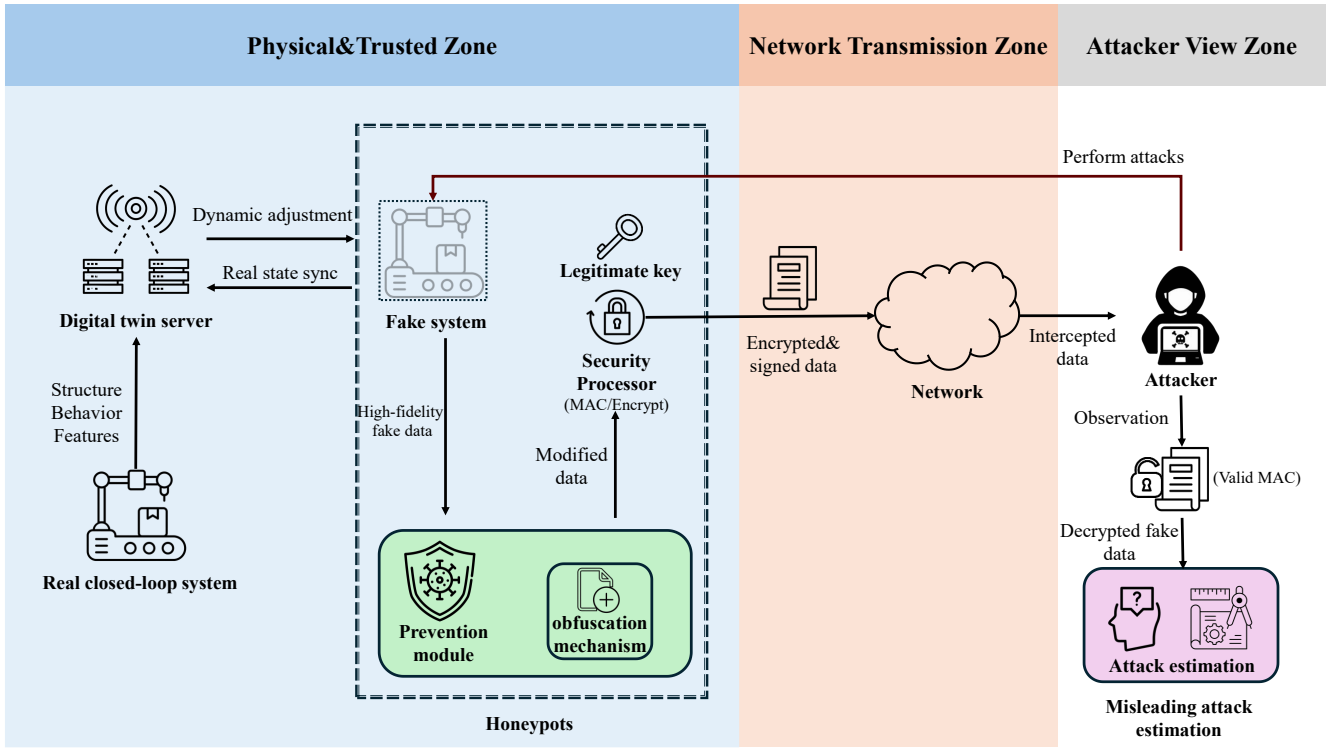 Physical&Trusted Zone
Network Transmission Zone
Attacker View Zone
Perform attacks
Dynamic adjustment
Real state sync
Digital twin server
Fake system
Legitimate key
Security
Processor
(MAC/Encrypt)
Encrypted&
signed data
Network
Intercepted
data
Attacker
Structure
Behavior
Features
High-fidelity
fake data
Modified
data
Observation
(Valid MAC)
Decrypted fake
data
Real closed-loop system
Prevention
module
obfuscation
mechanism
?
Attack estimation
Honeypots
Misleading attack
estimation